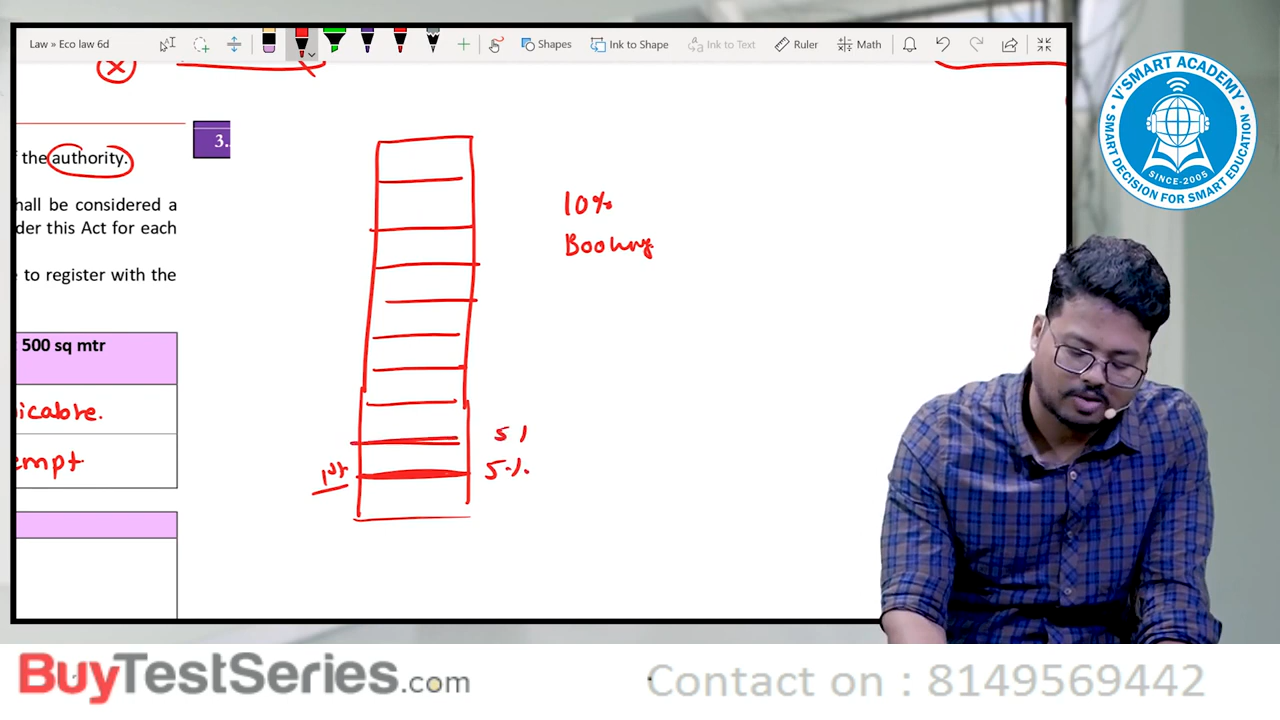 Law » Eco law 6d
Shapes
Ink to Shape
Ink to Text
Ruler
Math
the authority.
3.
hall be considered a
der this Act for each
to register with the
500 sq mtr
icable.
empt
10%
Booking
5%
5%
1st
V'SMART ACADEMY
SINCE-2005
SMART DECISION FOR SMART EDUCATION
BuyTestSeries.com
Contact on : 8149569442